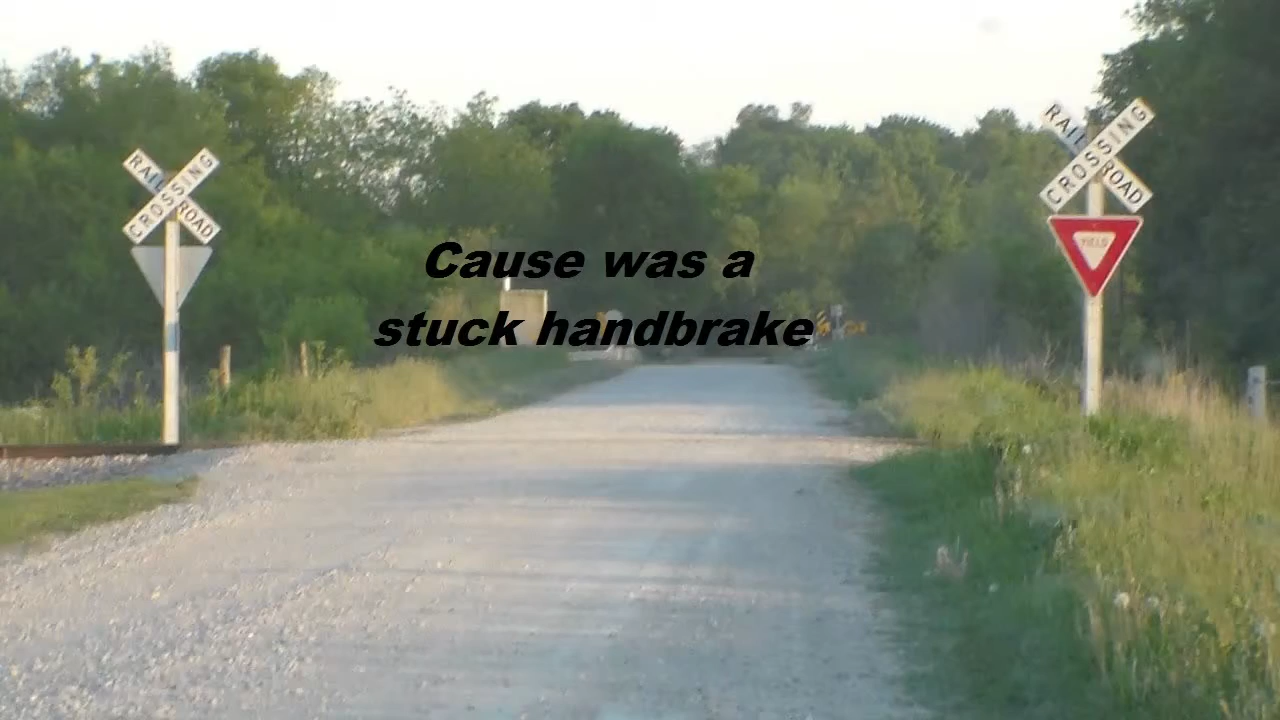 RAIL ROAD
CROSSING
RAIL ROAD
CROSSING
YIELD
Cause was a
stuck handbrake